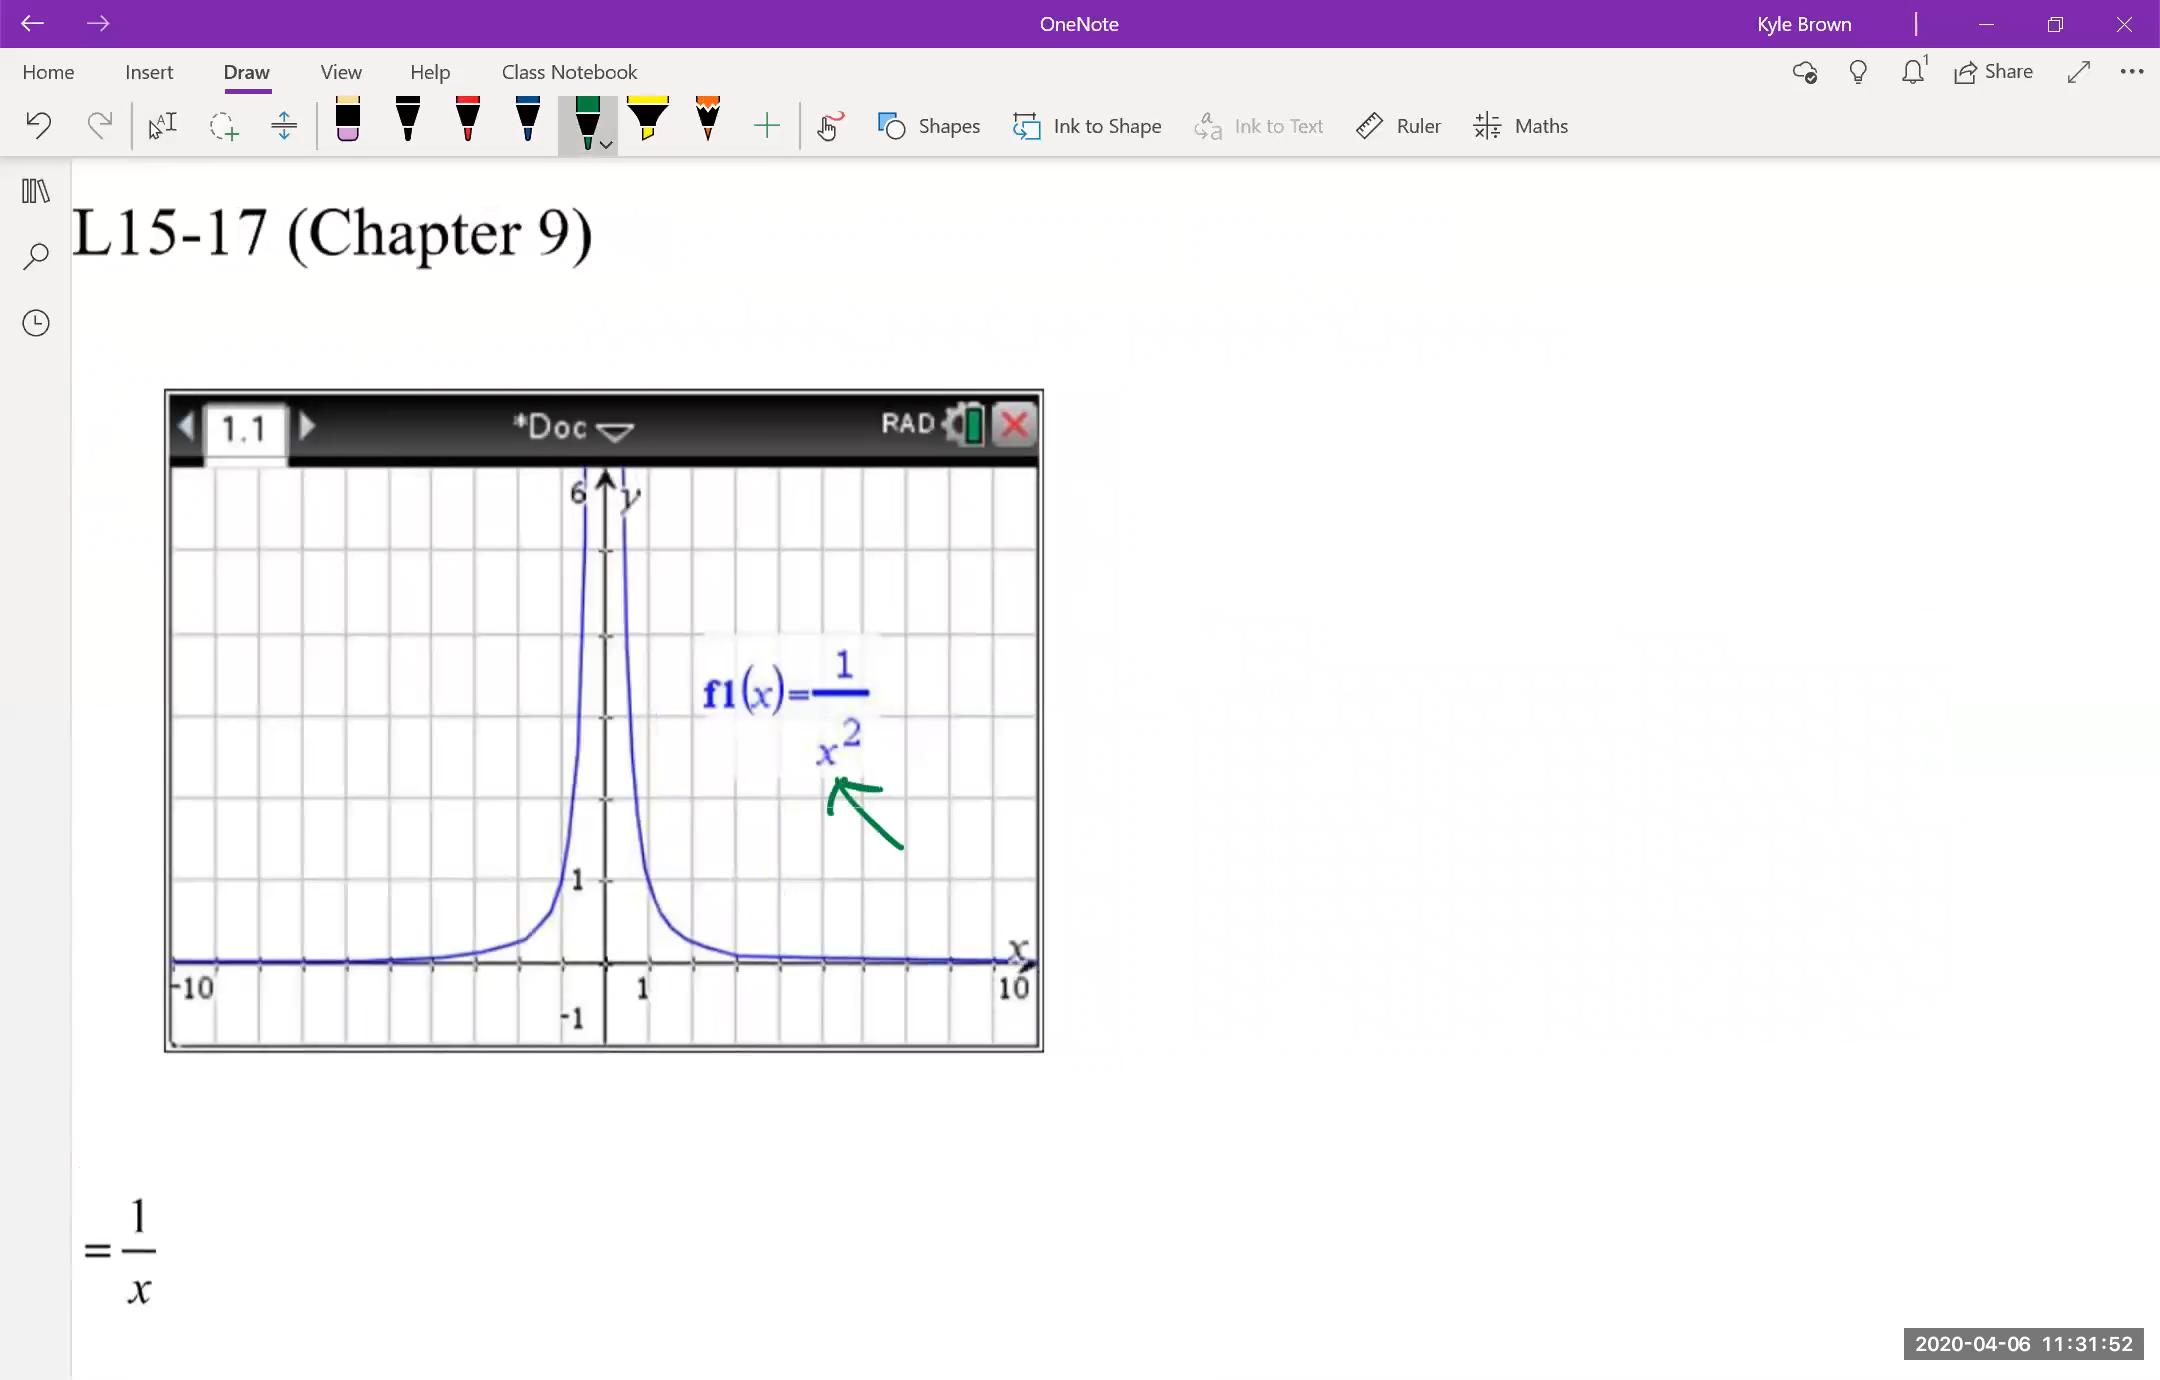 OneNote
Kyle Brown
Home Insert Draw View Help Class Notebook
1
Share
Shapes
Ink to Shape
Ink to Text
Ruler
Maths
L15-17 (Chapter 9)
1.1
*Doc
RAD
6
y
f1(x)=1/x²
1
x
-10
1
10
-1
= 1/x
2020-04-06 11:31:52